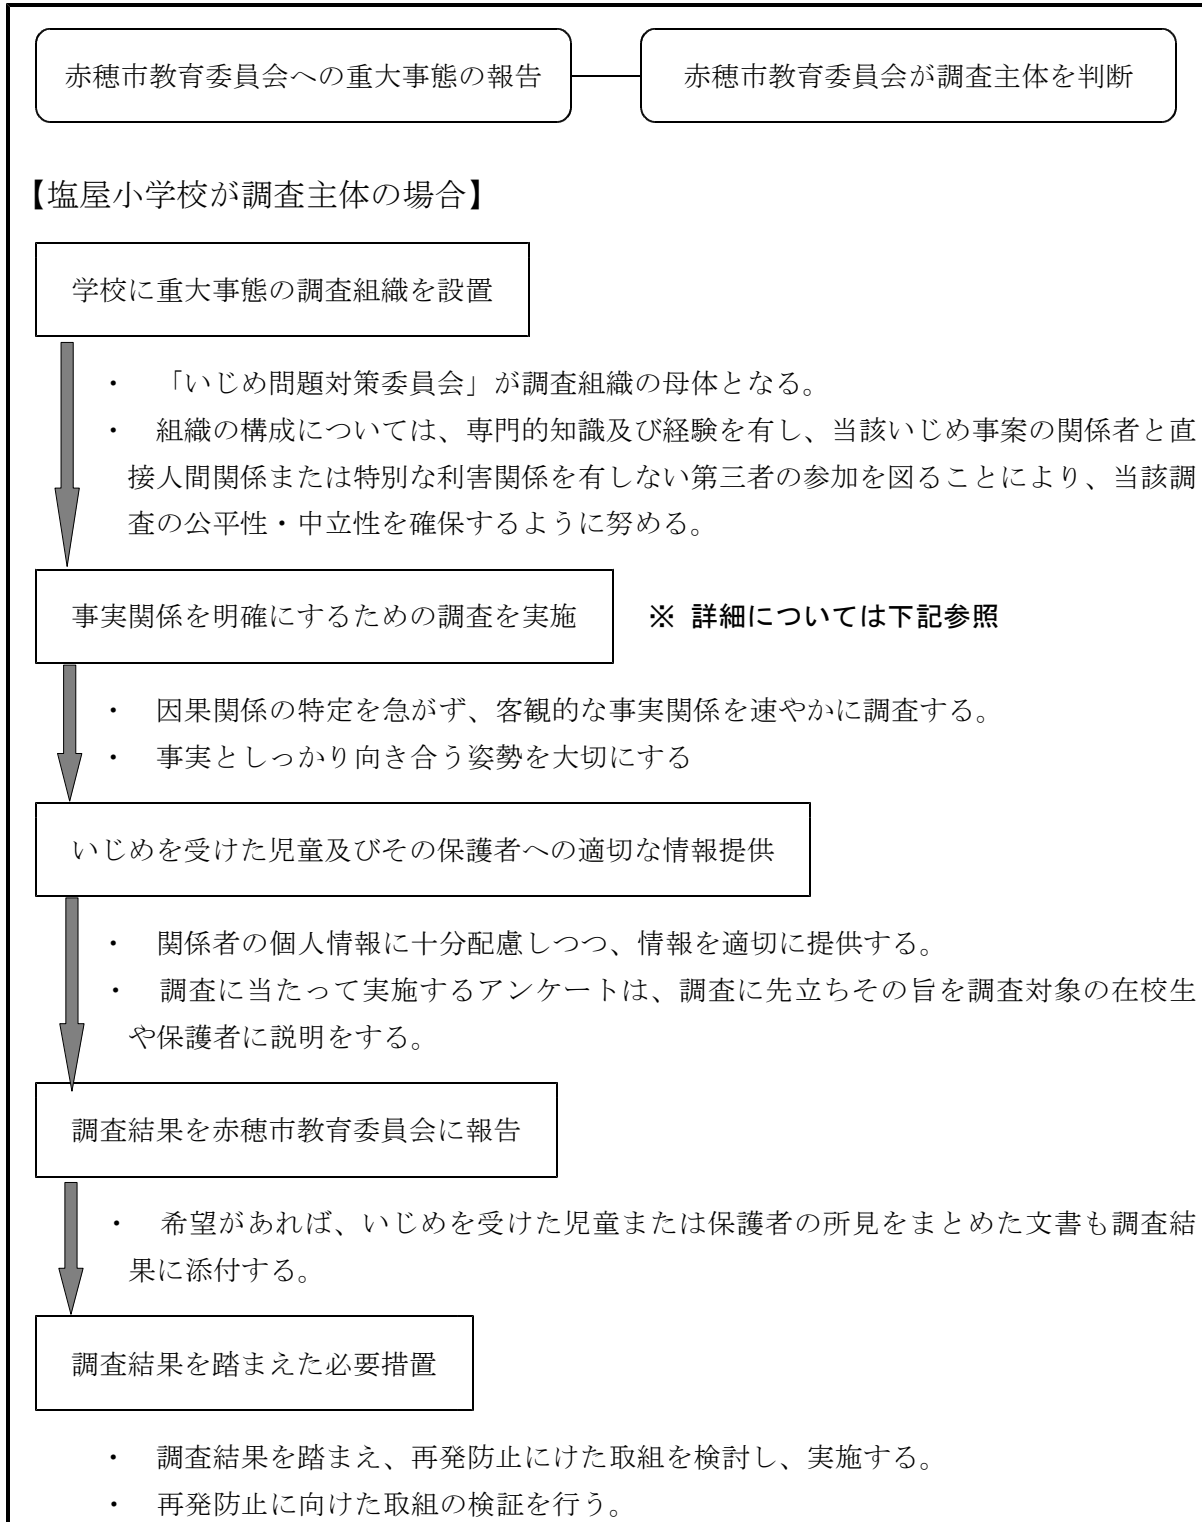 赤穂市教育委員会への重大事態の報告
赤穂市教育委員会が調査主体を判断
【塩屋小学校が調査主体の場合】
学校に重大事態の調査組織を設置
・　「いじめ問題対策委員会」が調査組織の母体となる。
・　組織の構成については、専門的知識及び経験を有し、当該いじめ事案の関係者と直
接人間関係または特別な利害関係を有しない第三者の参加を図ることにより、当該調
査の公平性・中立性を確保するように努める。
事実関係を明確にするための調査を実施
※ 詳細については下記参照
・　因果関係の特定を急がず、客観的な事実関係を速やかに調査する。
・　事実としっかり向き合う姿勢を大切にする
いじめを受けた児童及びその保護者への適切な情報提供
・　関係者の個人情報に十分配慮しつつ、情報を適切に提供する。
・　調査に当たって実施するアンケートは、調査に先立ちその旨を調査対象の在校生
や保護者に説明をする。
調査結果を赤穂市教育委員会に報告
・　希望があれば、いじめを受けた児童または保護者の所見をまとめた文書も調査結
果に添付する。
調査結果を踏まえた必要措置
・　調査結果を踏まえ、再発防止にけた取組を検討し、実施する。
・　再発防止に向けた取組の検証を行う。